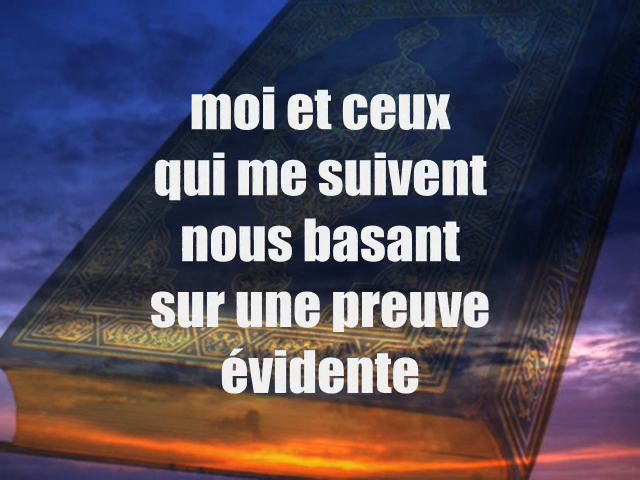 moi et ceux
qui me suivent
nous basant
sur une preuve
évidente